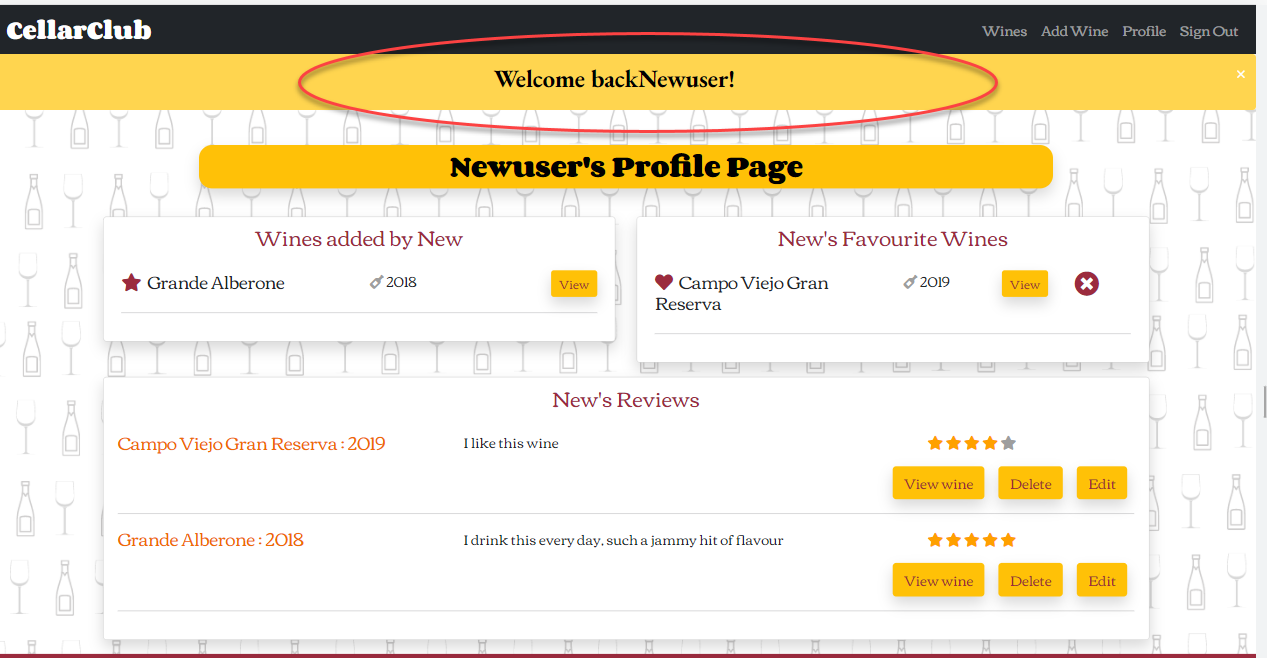 CellarClub
Wines Add Wine Profile Sign Out
Welcome backNewuser!
×
Newuser's Profile Page
Wines added by New
Grande Alberone 2018 View
New's Favourite Wines
Campo Viejo Gran 2019 View
Reserva
New's Reviews
Campo Viejo Gran Reserva : 2019 I like this wine
View wine Delete Edit
Grande Alberone : 2018 I drink this every day, such a jammy hit of flavour
View wine Delete Edit